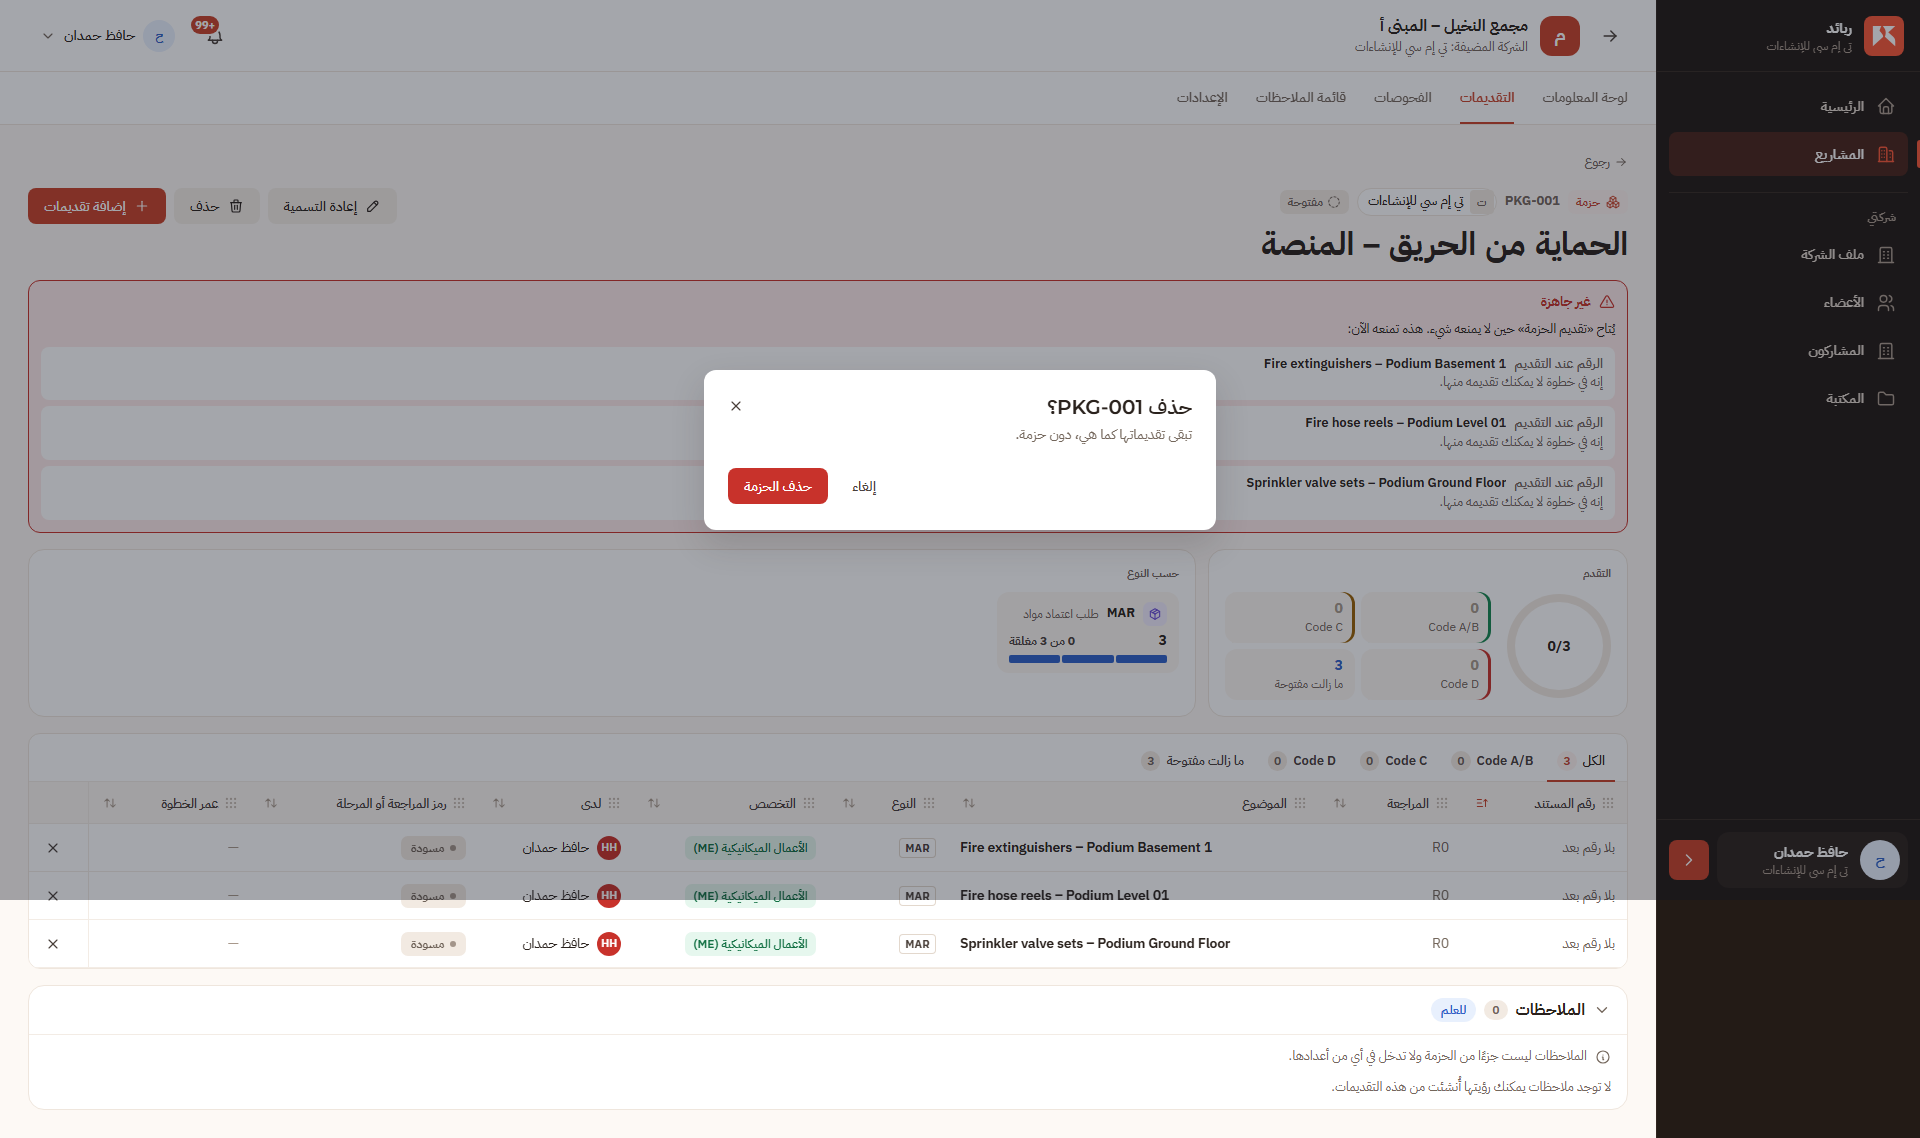 ربائد
تي إم سي للإنشاءات
الرئيسية
المشاريع
شركتي
ملف الشركة
الأعضاء
المشاركون
المكتبة
حافظ حمدان
تي إم سي للإنشاءات
ح
مجمع النخيل – المبنى أ
الشركة المضيفة: تي إم سي للإنشاءات
م
99+
ح
حافظ حمدان
لوحة المعلومات
التقديمات
الفحوصات
قائمة الملاحظات
الإعدادات
رجوع
حزمة
PKG-001
ت تي إم سي للإنشاءات
مفتوحة
إعادة التسمية
حذف
إضافة تقديمات
الحماية من الحريق – المنصة
غير جاهزة
يُتاح «تقديم الحزمة» حين لا يمنعه شيء. هذه تمنعه الآن:
الرقم عند التقديم Fire extinguishers – Podium Basement 1
إنه في خطوة لا يمكنك تقديمه منها.
الرقم عند التقديم Fire hose reels – Podium Level 01
إنه في خطوة لا يمكنك تقديمه منها.
الرقم عند التقديم Sprinkler valve sets – Podium Ground Floor
إنه في خطوة لا يمكنك تقديمه منها.
حذف PKG-001؟
تبقى تقديماتها كما هي، دون حزمة.
إلغاء
حذف الحزمة
التقدم
0/3
0
Code A/B
0
Code C
0
Code D
3
ما زالت مفتوحة
حسب النوع
MAR طلب اعتماد مواد
3
0 من 3 مغلقة
الكل 3
Code A/B 0
Code C 0
Code D 0
ما زالت مفتوحة 3
رقم المستند المراجعة الموضوع النوع التخصص لدى رمز المراجعة أو المرحلة عمر الخطوة
بلا رقم بعد R0 Fire extinguishers – Podium Basement 1 MAR الأعمال الميكانيكية (ME) HH حافظ حمدان مسودة —
بلا رقم بعد R0 Fire hose reels – Podium Level 01 MAR الأعمال الميكانيكية (ME) HH حافظ حمدان مسودة —
بلا رقم بعد R0 Sprinkler valve sets – Podium Ground Floor MAR الأعمال الميكانيكية (ME) HH حافظ حمدان مسودة —
الملاحظات 0 للعلم
الملاحظات ليست جزءًا من الحزمة ولا تدخل في أي من أعدادها.
لا توجد ملاحظات يمكنك رؤيتها أُنشئت من هذه التقديمات.